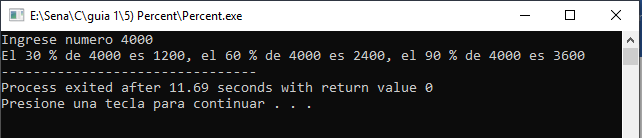 E:\Sena\C\guia 1\5) Percent\Percent.exe
Ingrese numero 4000
El 30 % de 4000 es 1200, el 60 % de 4000 es 2400, el 90 % de 4000 es 3600
--------------------------------
Process exited after 11.69 seconds with return value 0
Presione una tecla para continuar . . .